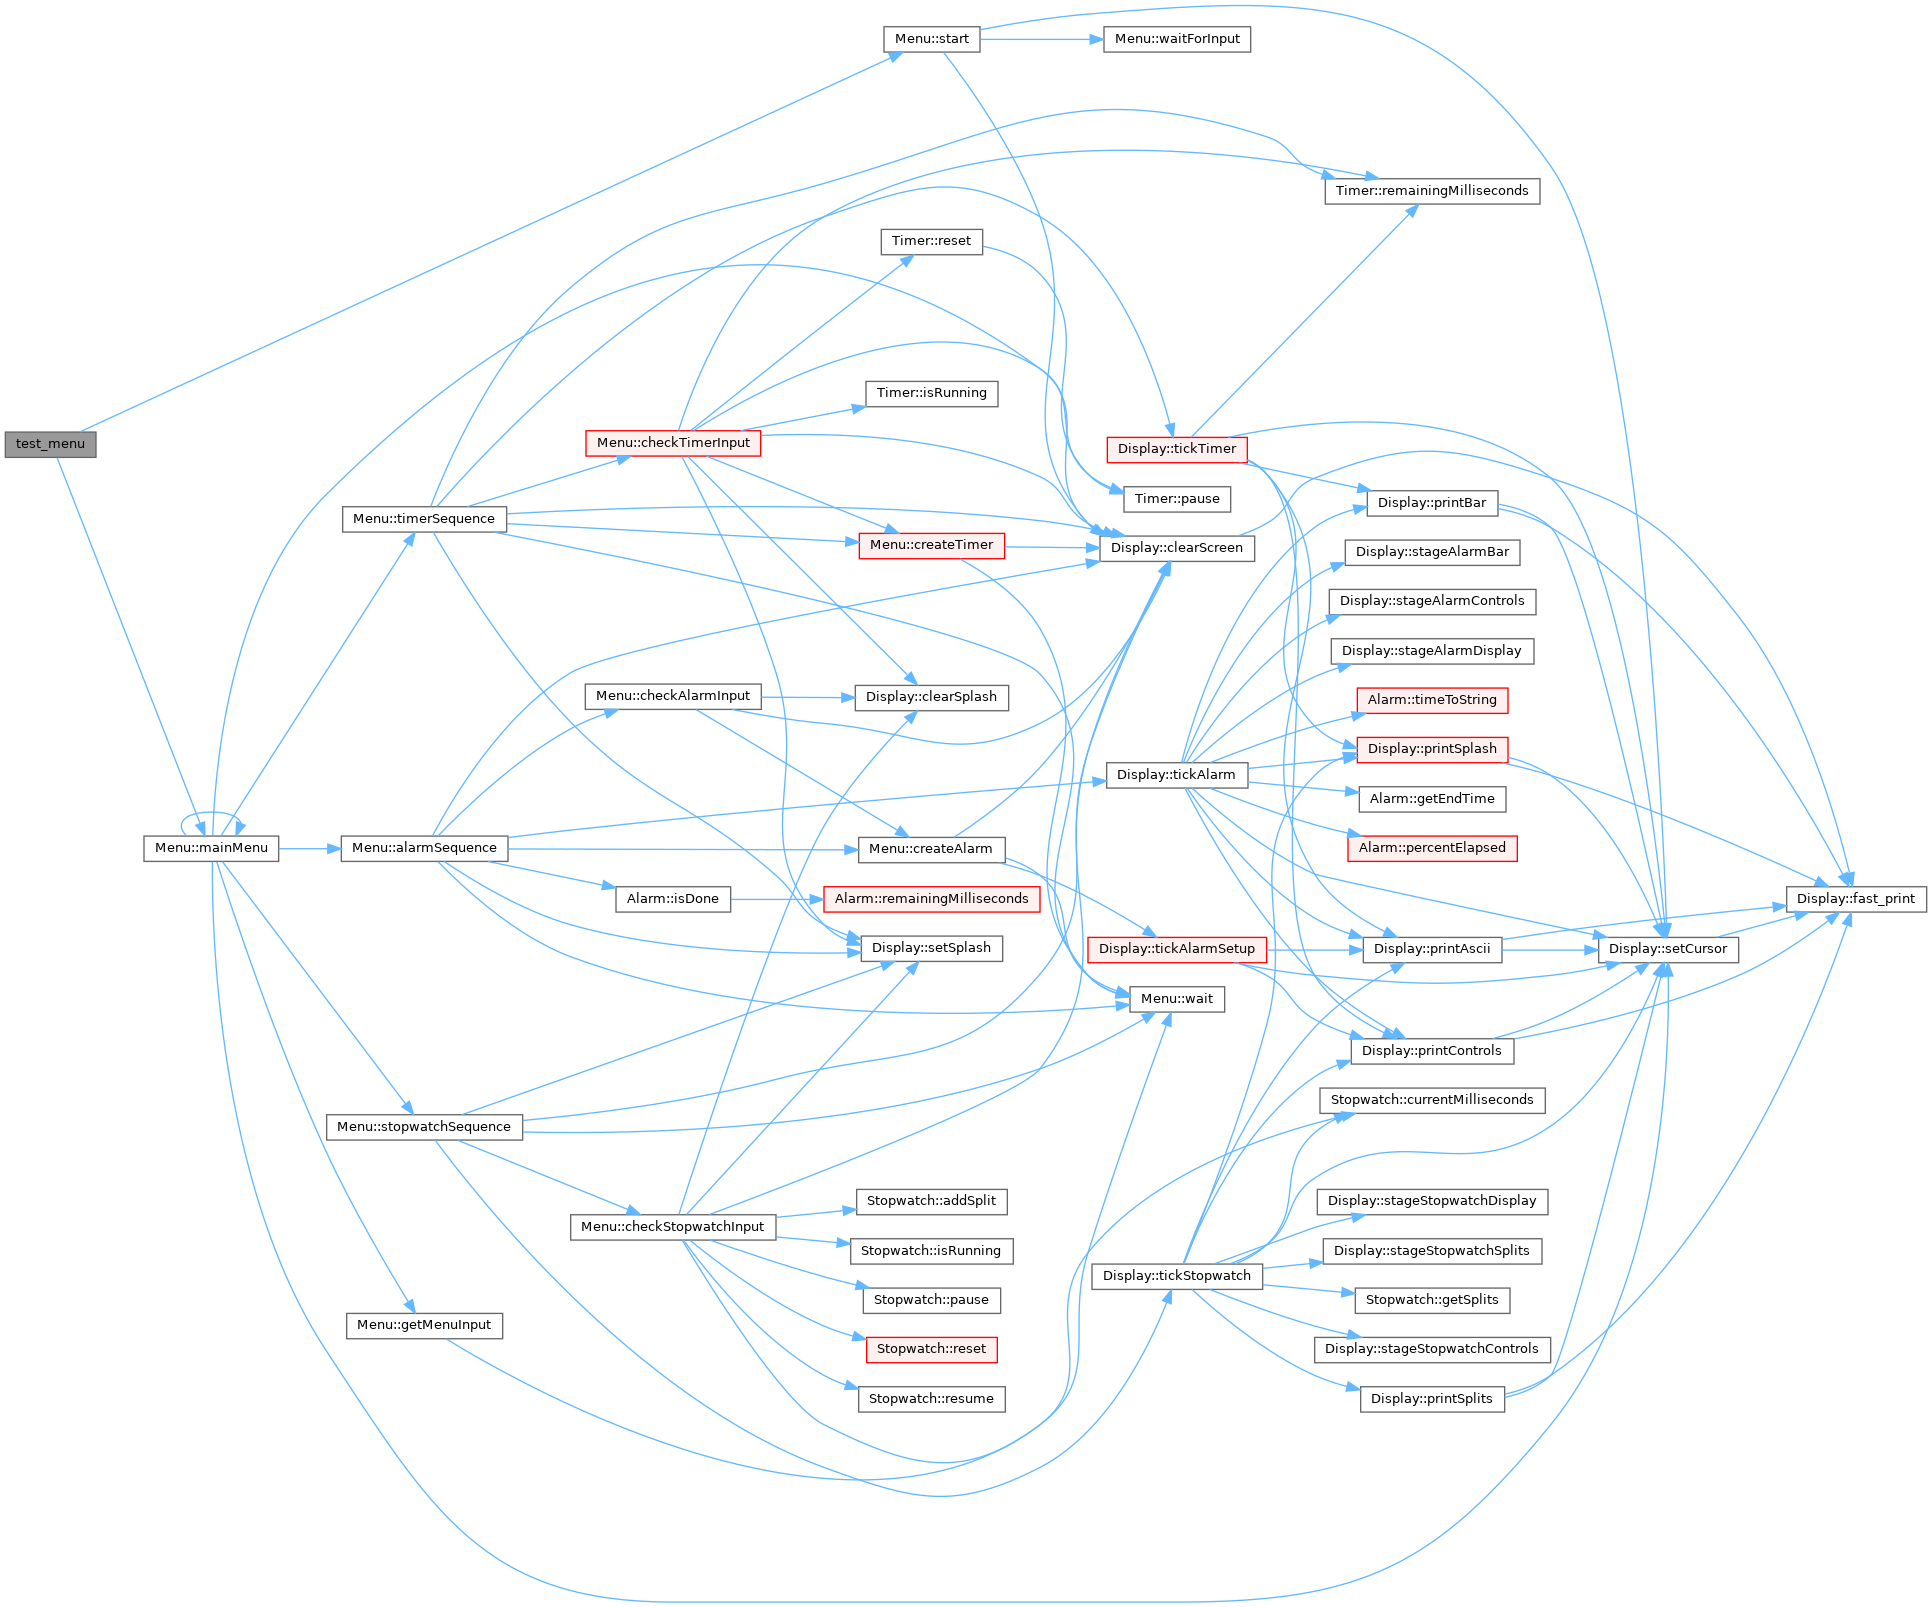 test_menu
Menu::mainMenu
Menu::timerSequence
Menu::alarmSequence
Menu::stopwatchSequence
Menu::getMenuInput
Menu::checkTimerInput
Menu::checkAlarmInput
Alarm::isDone
Menu::checkStopwatchInput
Menu::start
Timer::reset
Timer::isRunning
Menu::createTimer
Display::clearSplash
Menu::createAlarm
Alarm::remainingMilliseconds
Display::setSplash
Stopwatch::addSplit
Stopwatch::isRunning
Stopwatch::pause
Stopwatch::reset
Stopwatch::resume
Menu::waitForInput
Display::tickTimer
Timer::pause
Display::clearScreen
Display::tickAlarm
Display::tickAlarmSetup
Menu::wait
Display::tickStopwatch
Timer::remainingMilliseconds
Display::printBar
Display::stageAlarmBar
Display::stageAlarmControls
Display::stageAlarmDisplay
Alarm::timeToString
Display::printSplash
Alarm::getEndTime
Alarm::percentElapsed
Display::printAscii
Display::printControls
Stopwatch::currentMilliseconds
Display::stageStopwatchDisplay
Display::stageStopwatchSplits
Stopwatch::getSplits
Display::stageStopwatchControls
Display::printSplits
Display::setCursor
Display::fast_print